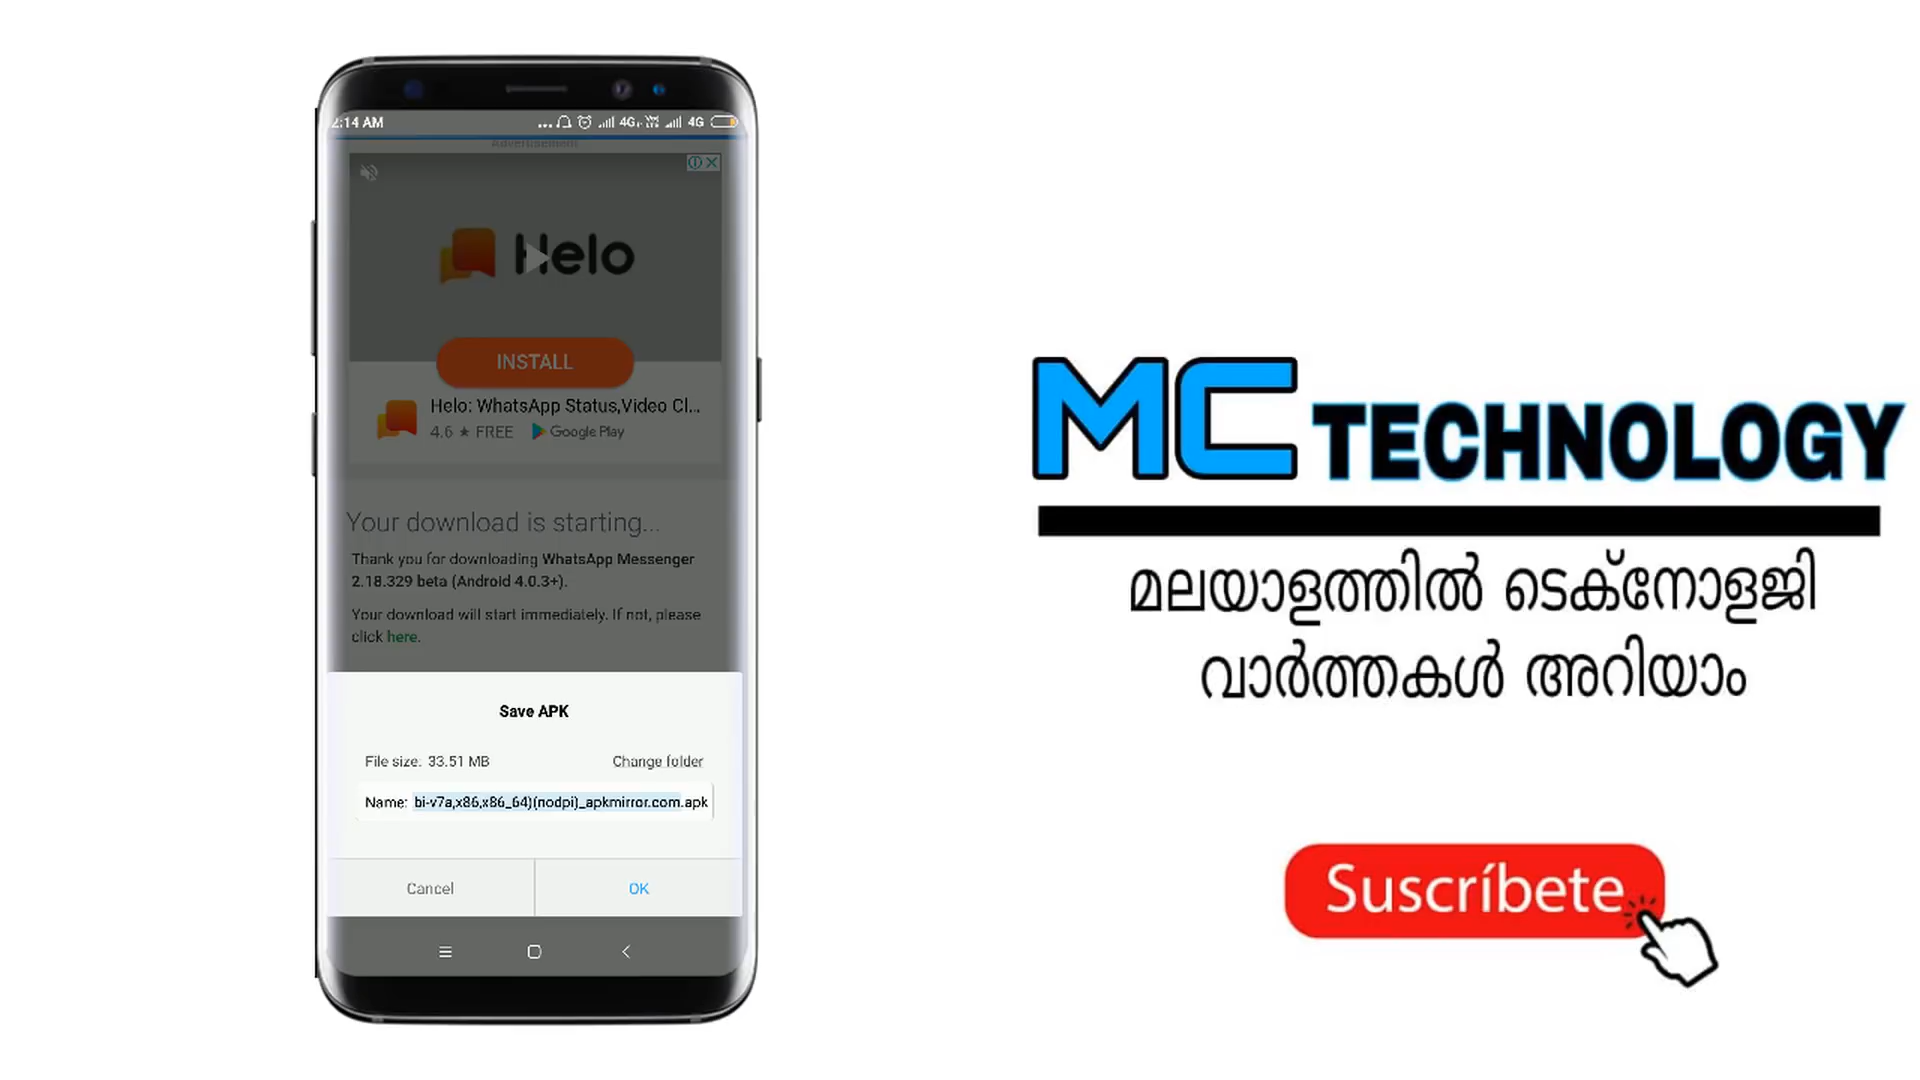 2:14 AM
4G
4G
Advertisement
Helo
INSTALL
Helo: WhatsApp Status,Video Cl...
4.6 ★ FREE Google Play
Your download is starting...
Thank you for downloading WhatsApp Messenger
2.18.329 beta (Android 4.0.3+).
Your download will start immediately. If not, please
click here.
Save APK
File size: 33.51 MB Change folder
Name: bi-v7a,x86,x86_64)(nodpi)_apkmirror.com.apk
Cancel OK
MC TECHNOLOGY
മലയാളത്തിൽ ടെക്നോളജി
വാർത്തകൾ അറിയാം
Suscríbete